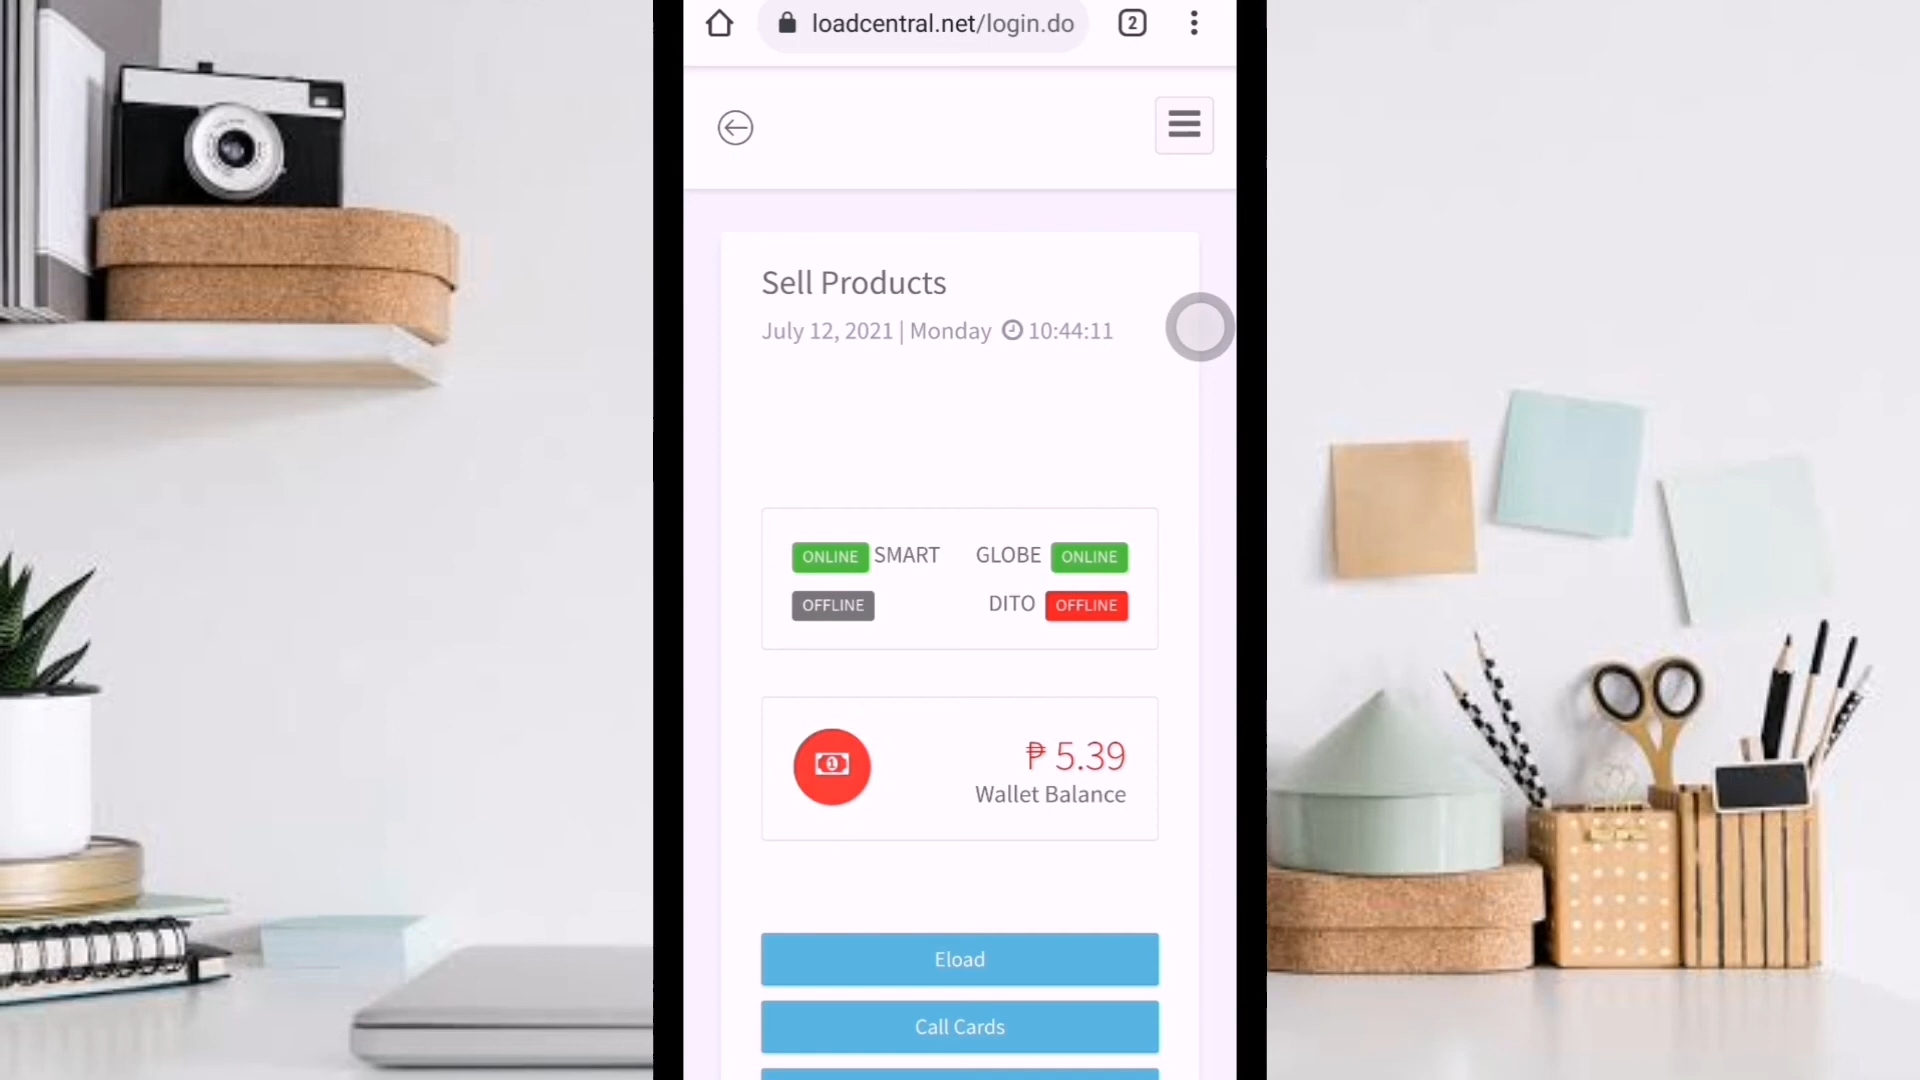 loadcentral.net/login.do
2
Sell Products
July 12, 2021 | Monday 10:44:11
ONLINE SMART GLOBE ONLINE
OFFLINE DITO OFFLINE
₱ 5.39
Wallet Balance
Eload
Call Cards